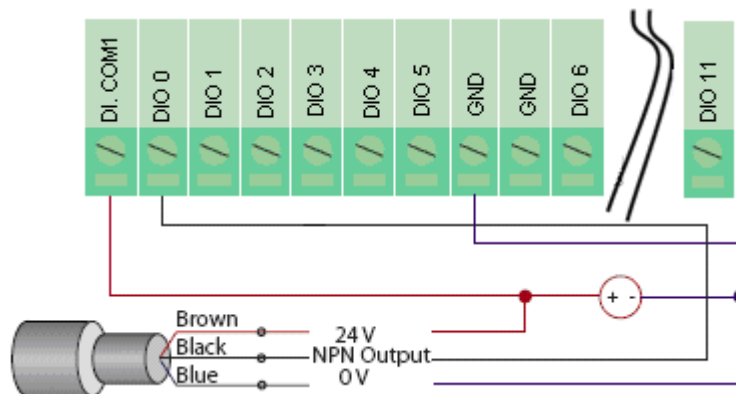 DI. COM1
DIO 0
DIO 1
DIO 2
DIO 3
DIO 4
DIO 5
GND
GND
DIO 6
DIO 11
+ -
Brown
24 V
Black
NPN Output
Blue
0 V